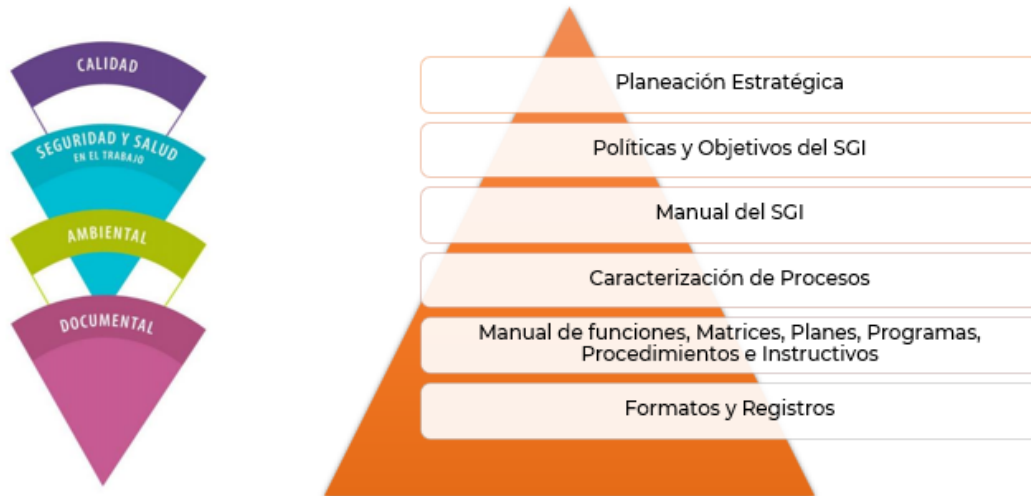 CALIDAD
SEGURIDAD Y SALUD
EN EL TRABAJO
AMBIENTAL
DOCUMENTAL
Planeación Estratégica
Políticas y Objetivos del SGI
Manual del SGI
Caracterización de Procesos
Manual de funciones, Matrices, Planes, Programas,
Procedimientos e Instructivos
Formatos y Registros